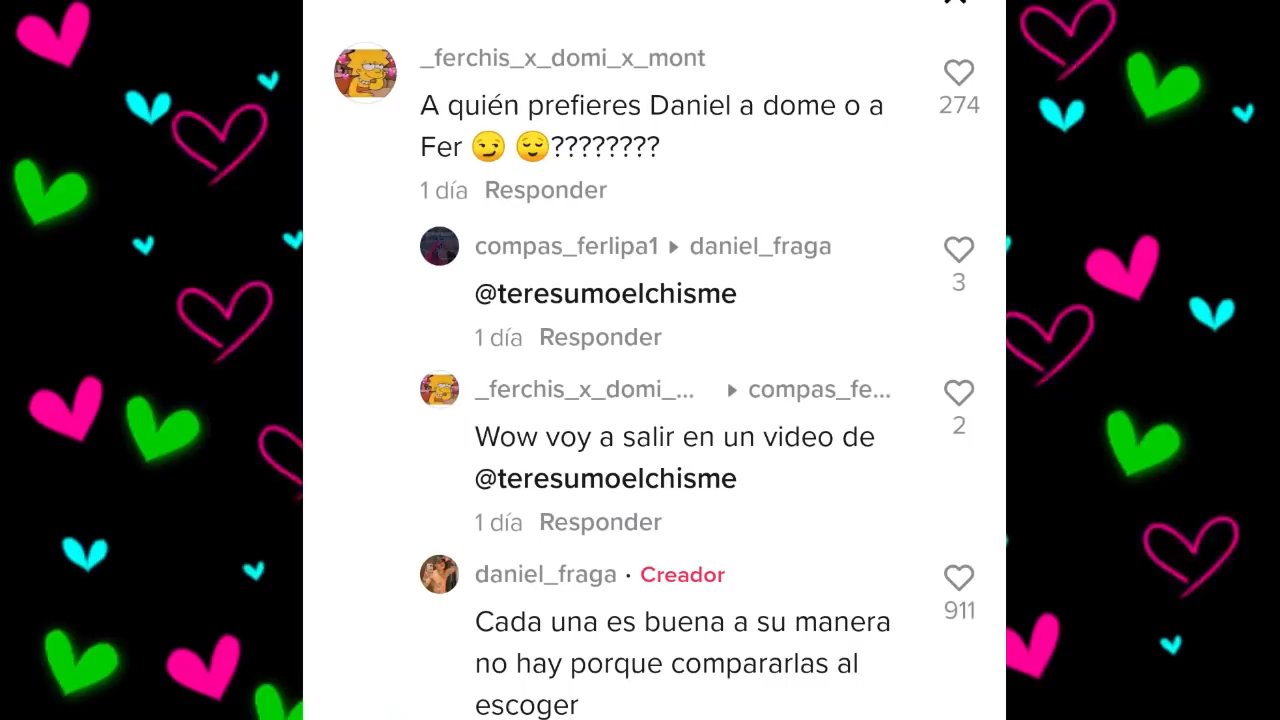 _ferchis_x_domi_x_mont
A quién prefieres Daniel a dome o a
Fer 😏 😌????????
274
1 día Responder
compas_ferlipa1 ▸ daniel_fraga
@teresumoelchisme
3
1 día Responder
_ferchis_x_domi_... ▸ compas_fe...
Wow voy a salir en un video de
@teresumoelchisme
2
1 día Responder
daniel_fraga · Creador
Cada una es buena a su manera
no hay porque compararlas al
escoger
911